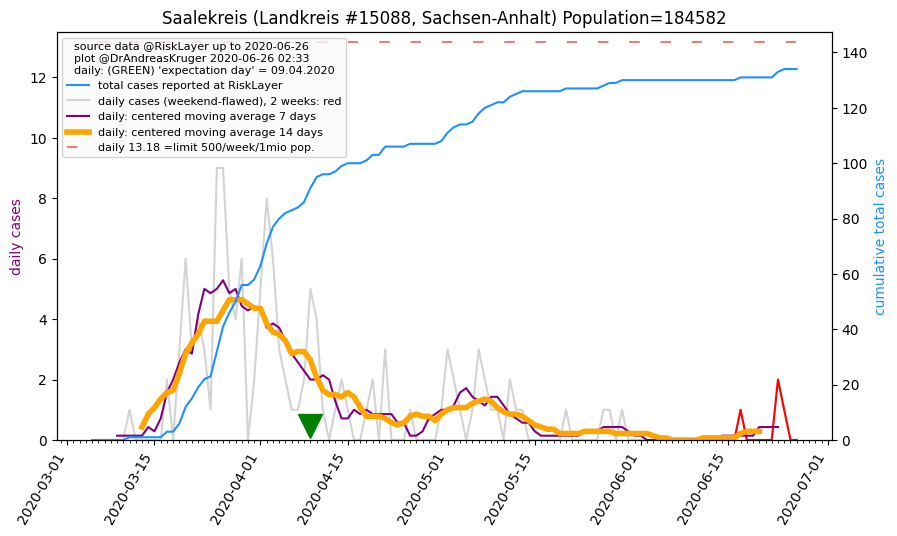 Saalekreis (Landkreis #15088, Sachsen-Anhalt) Population=184582
source data @RiskLayer up to 2020-06-26
plot @DrAndreasKruger 2020-06-26 02:33
daily: (GREEN) 'expectation day' = 09.04.2020
total cases reported at RiskLayer
daily cases (weekend-flawed), 2 weeks: red
daily: centered moving average 7 days
daily: centered moving average 14 days
daily 13.18 =limit 500/week/1mio pop.
daily cases
12
10
8
6
4
2
0
140
120
100
80
60
40
20
0
cumulative total cases
2020-03-01
2020-03-15
2020-04-01
2020-04-15
2020-05-01
2020-05-15
2020-06-01
2020-06-15
2020-07-01